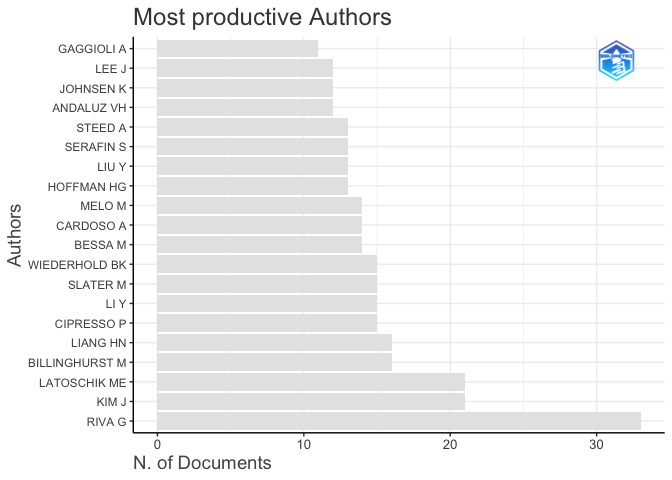 Most productive Authors
GAGGIOLI A
LEE J
JOHNSEN K
ANDALUZ VH
STEED A
SERAFIN S
LIU Y
HOFFMAN HG
MELO M
CARDOSO A
BESSA M
WIEDERHOLD BK
SLATER M
LI Y
CIPRESSO P
LIANG HN
BILLINGHURST M
LATOSCHIK ME
KIM J
RIVA G
Authors
0 10 20 30
N. of Documents